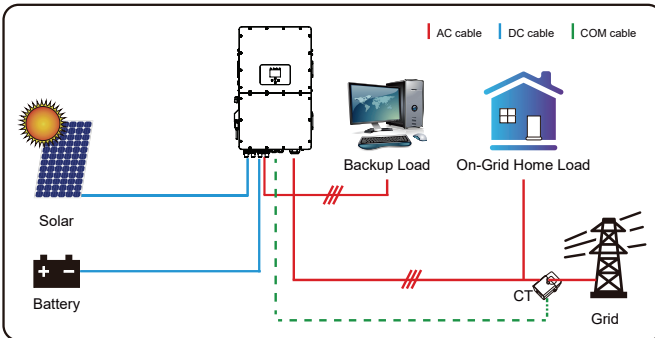 AC cable
DC cable
COM cable
Backup Load
On-Grid Home Load
Solar
Battery
CT
Grid